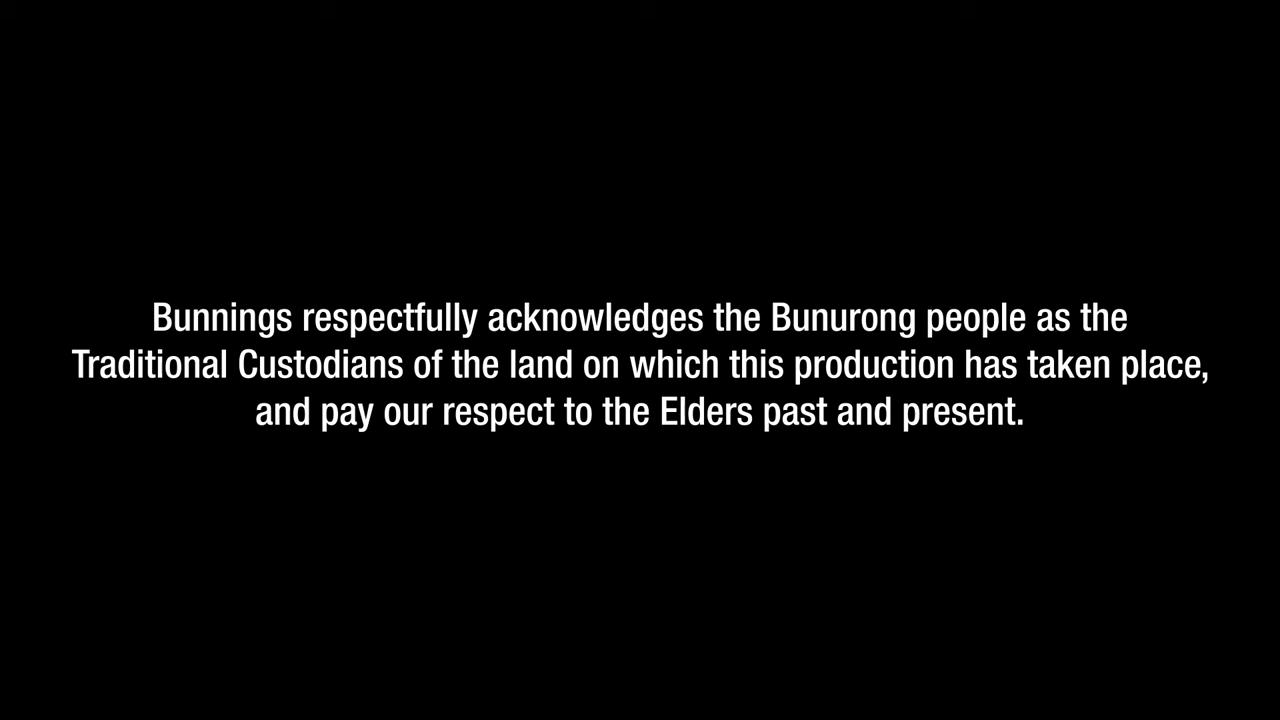 Bunnings respectfully acknowledges the Bunurong people as the
Traditional Custodians of the land on which this production has taken place,
and pay our respect to the Elders past and present.